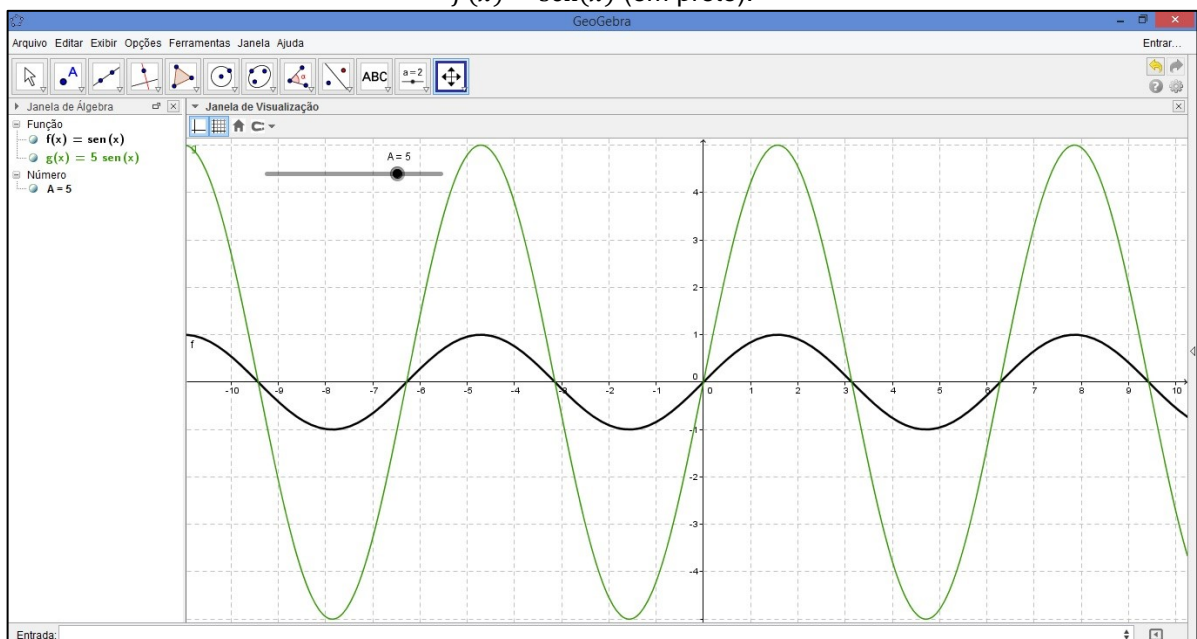 f (x) = sen(x) (em preto).
GeoGebra
Arquivo Editar Exibir Opções Ferramentas Janela Ajuda
Entrar...
A
ABC
a=2
Janela de Álgebra
Janela de Visualização
Função
f(x) = sen(x)
g(x) = 5 sen(x)
Número
A = 5
g
A = 5
4
3
2
1
f
0
-10 -9 -8 -7 -6 -5 -4 -3 -2 -1 0 1 2 3 4 5 6 7 8 9 10
-1
-2
-3
-4
Entrada: